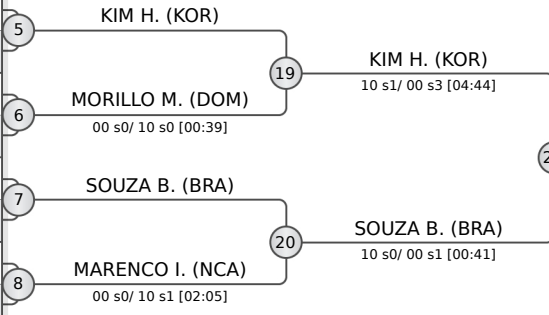 KIM H. (KOR)
5
19
KIM H. (KOR)
10 s1/ 00 s3 [04:44]
MORILLO M. (DOM)
6
00 s0/ 10 s0 [00:39]
SOUZA B. (BRA)
7
20
SOUZA B. (BRA)
10 s0/ 00 s1 [00:41]
MARENCO I. (NCA)
8
00 s0/ 10 s1 [02:05]